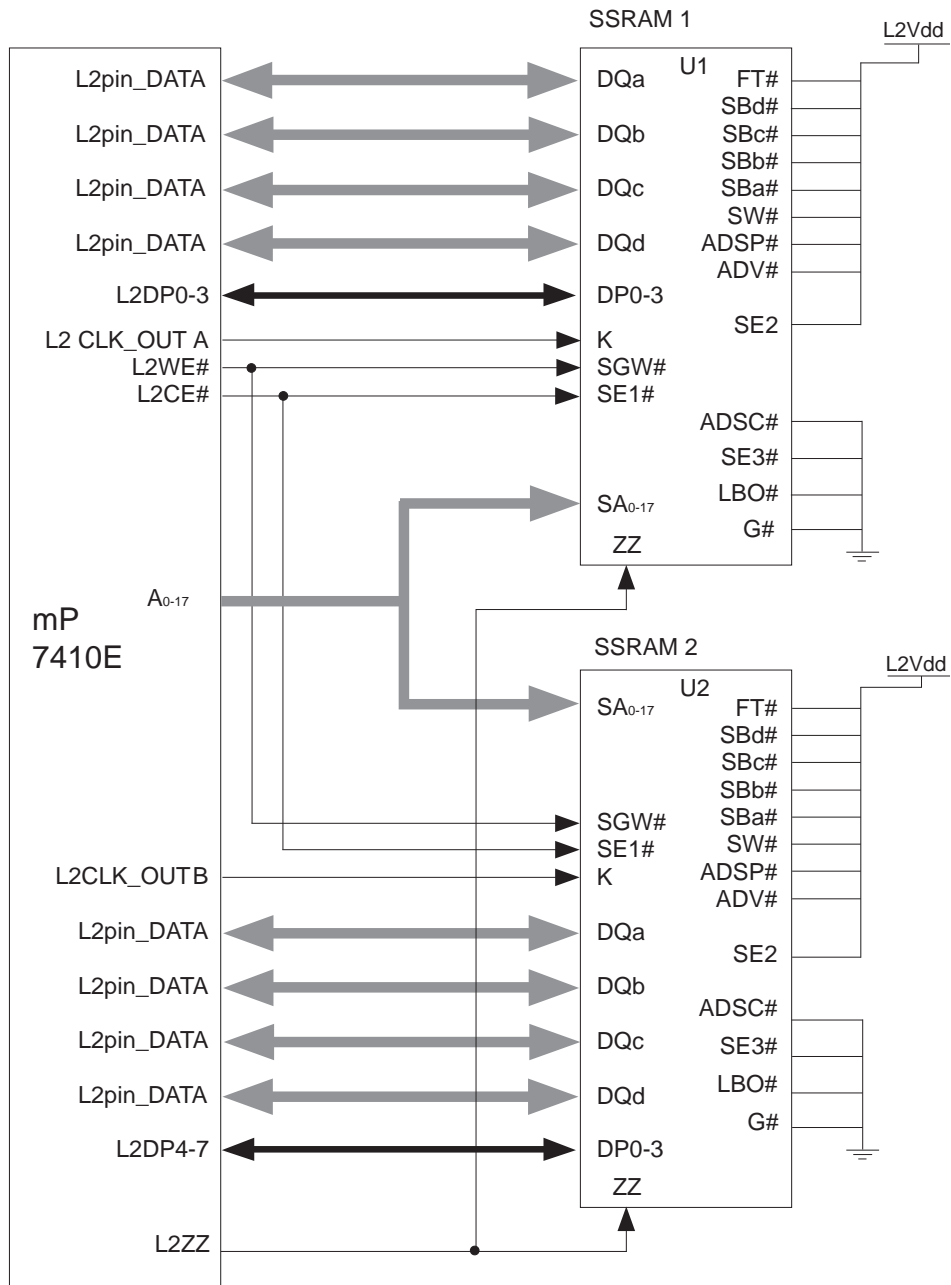 SSRAM 1
L2Vdd
U1
L2pin_DATA DQa FT#
SBd#
L2pin_DATA DQb SBc#
SBb#
L2pin_DATA DQc SBa#
SW#
L2pin_DATA DQd ADSP#
ADV#
L2DP0-3 DP0-3
SE2
L2 CLK_OUT A K
L2WE# SGW#
L2CE# SE1#
ADSC#
SE3#
LBO#
SA0-17
G#
ZZ
A0-17
mP
7410E
SSRAM 2
L2Vdd
U2
SA0-17 FT#
SBd#
SBc#
SBb#
SBa#
SGW#
SW#
SE1#
ADSP#
L2CLK_OUTB K
ADV#
L2pin_DATA DQa
SE2
L2pin_DATA DQb
ADSC#
L2pin_DATA DQc SE3#
LBO#
L2pin_DATA DQd
G#
L2DP4-7 DP0-3
ZZ
L2ZZ